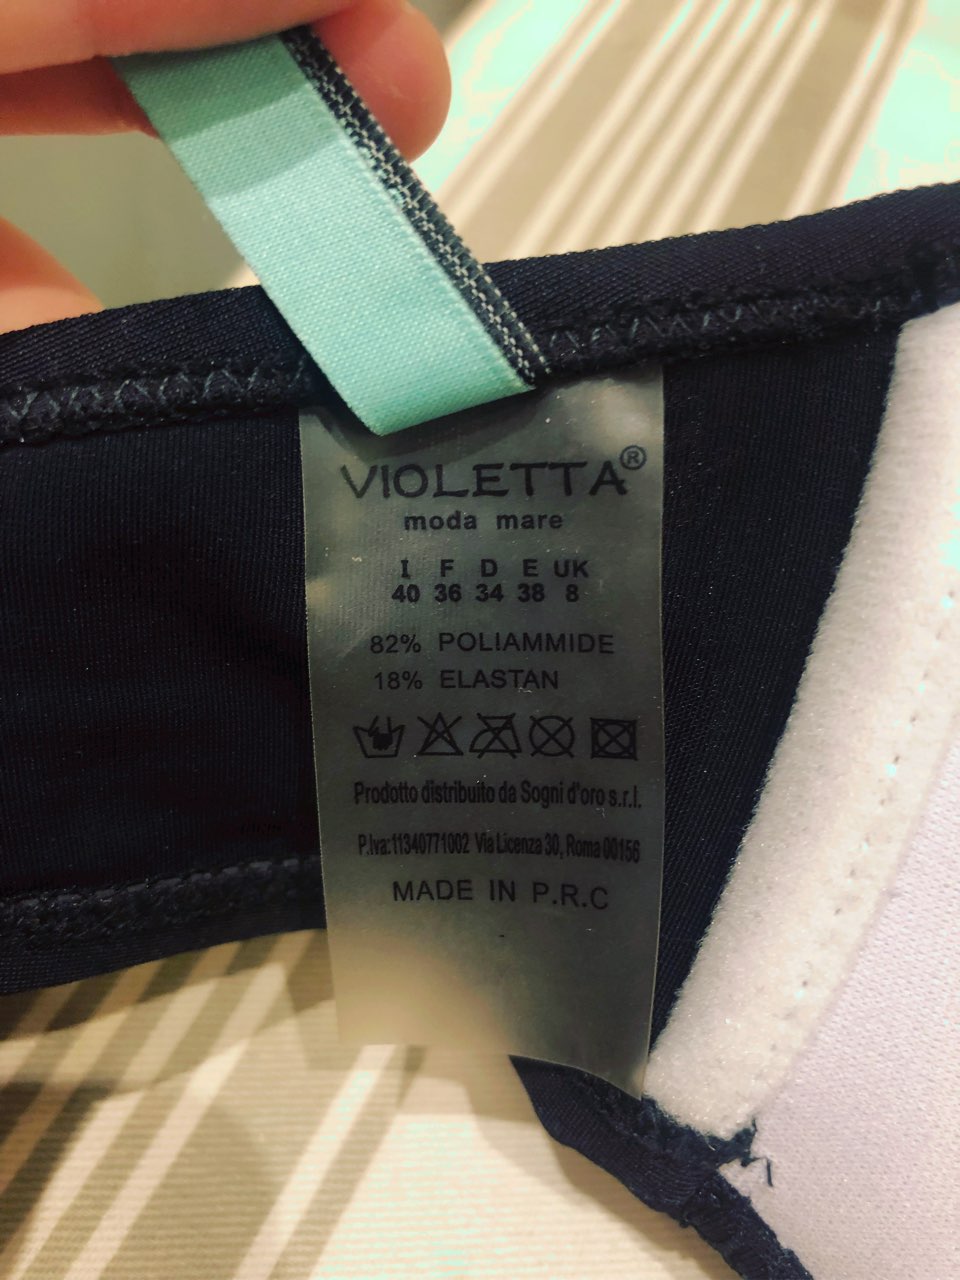 VIOLETTA®
moda mare
I F D E UK
40 36 34 38 8
82% POLIAMMIDE
18% ELASTAN
Prodotto distribuito da Sogni d'oro s.r.l.
P.Iva:11340771002 Via Licenza 30, Roma 00156
MADE IN P.R.C